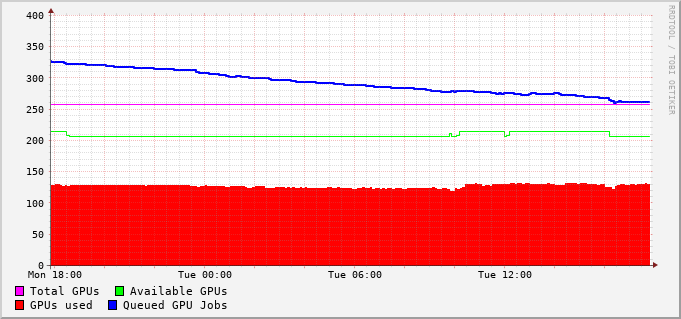 400
350
300
250
200
150
100
50
0
Mon 18:00 Tue 00:00 Tue 06:00 Tue 12:00
Total GPUs Available GPUs
GPUs used Queued GPU Jobs
RRDTOOL / TOBI OETIKER